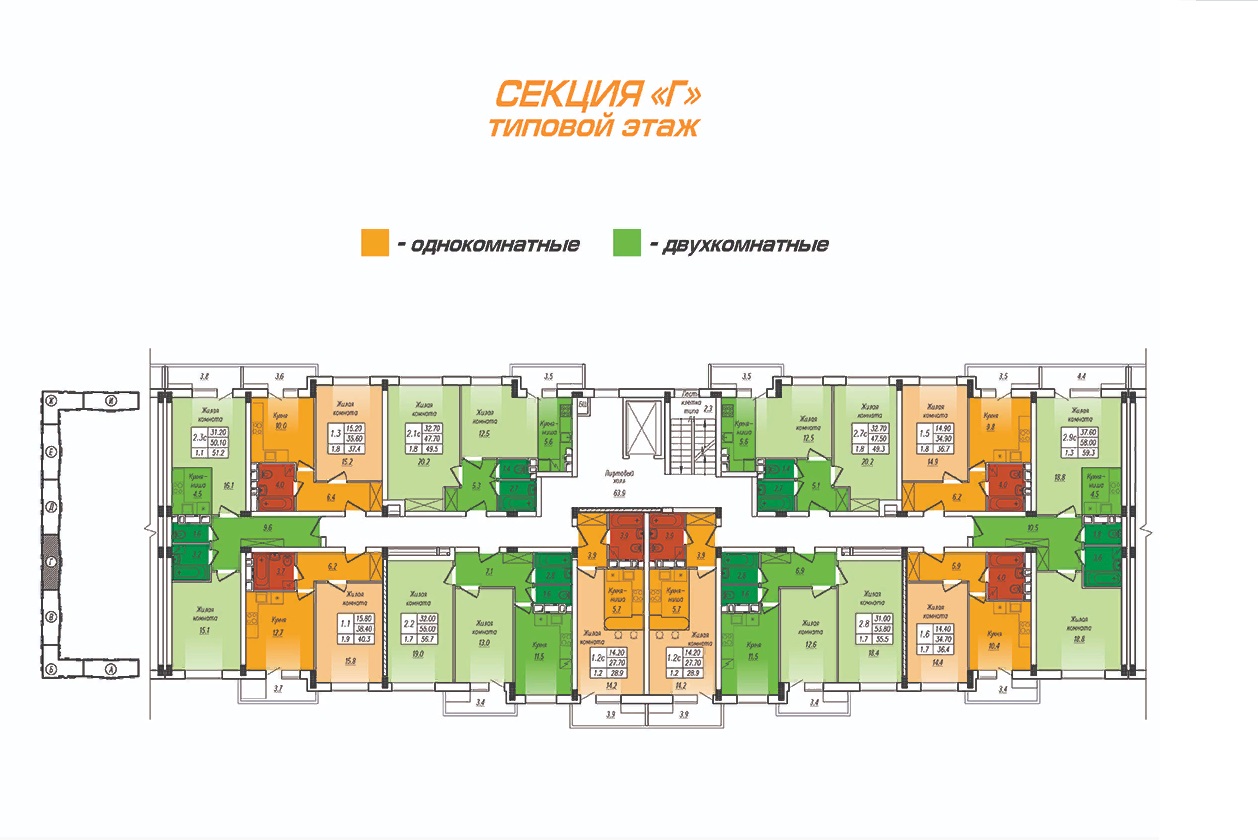 СЕКЦИЯ «Г»
ТИПОВОЙ ЭТАЖ
- однокомнатные
- двухкомнатные
3.8
3.6
3.5
3.5
3.5
4.4
Жилая комната
2.3с 31.20
50.10
1.1 51.2
16.1
Кухня-ниша
4.5
Кухня
10.0
Жилая комната
1.3 15.20
35.60
1.8 37.4
15.2
4.0
6.4
Жилая комната
2.1с 32.70
47.70
1.8 49.5
20.2
Жилая комната
12.5
Кухня-ниша
5.6
Лифтовый холл
63.9
2.3
Кухня-ниша
5.6
Жилая комната
12.5
5.1
Жилая комната
2.7с 32.70
47.50
1.8 49.3
20.2
Жилая комната
1.5 14.90
34.90
1.8 36.7
14.9
Кухня
9.8
4.0
6.2
Жилая комната
2.9с 37.60
58.00
1.3 59.3
18.8
Кухня-ниша
4.5
9.6
10.5
Жилая комната
15.1
3.7
6.2
Кухня
12.7
Жилая комната
1.1 15.80
38.40
1.9 40.3
15.8
2.2 32.00
55.00
1.7 56.7
19.0
Жилая комната
13.0
Кухня
11.5
3.9
Кухня-ниша
5.7
Жилая комната
1.2с 14.20
27.70
1.2 28.9
14.2
3.9
Кухня-ниша
5.7
Жилая комната
1.2с 14.20
27.70
1.2 28.9
14.2
6.9
Кухня
11.5
Жилая комната
12.6
Жилая комната
2.8 31.00
53.80
1.7 55.5
18.4
5.9
4.0
Жилая комната
1.6 14.40
34.70
1.7 36.4
14.4
Кухня
10.4
Жилая комната
18.8
3.7
3.4
3.9
3.9
3.4
3.4
Ж
И
Е
Д
Г
В
Б
А